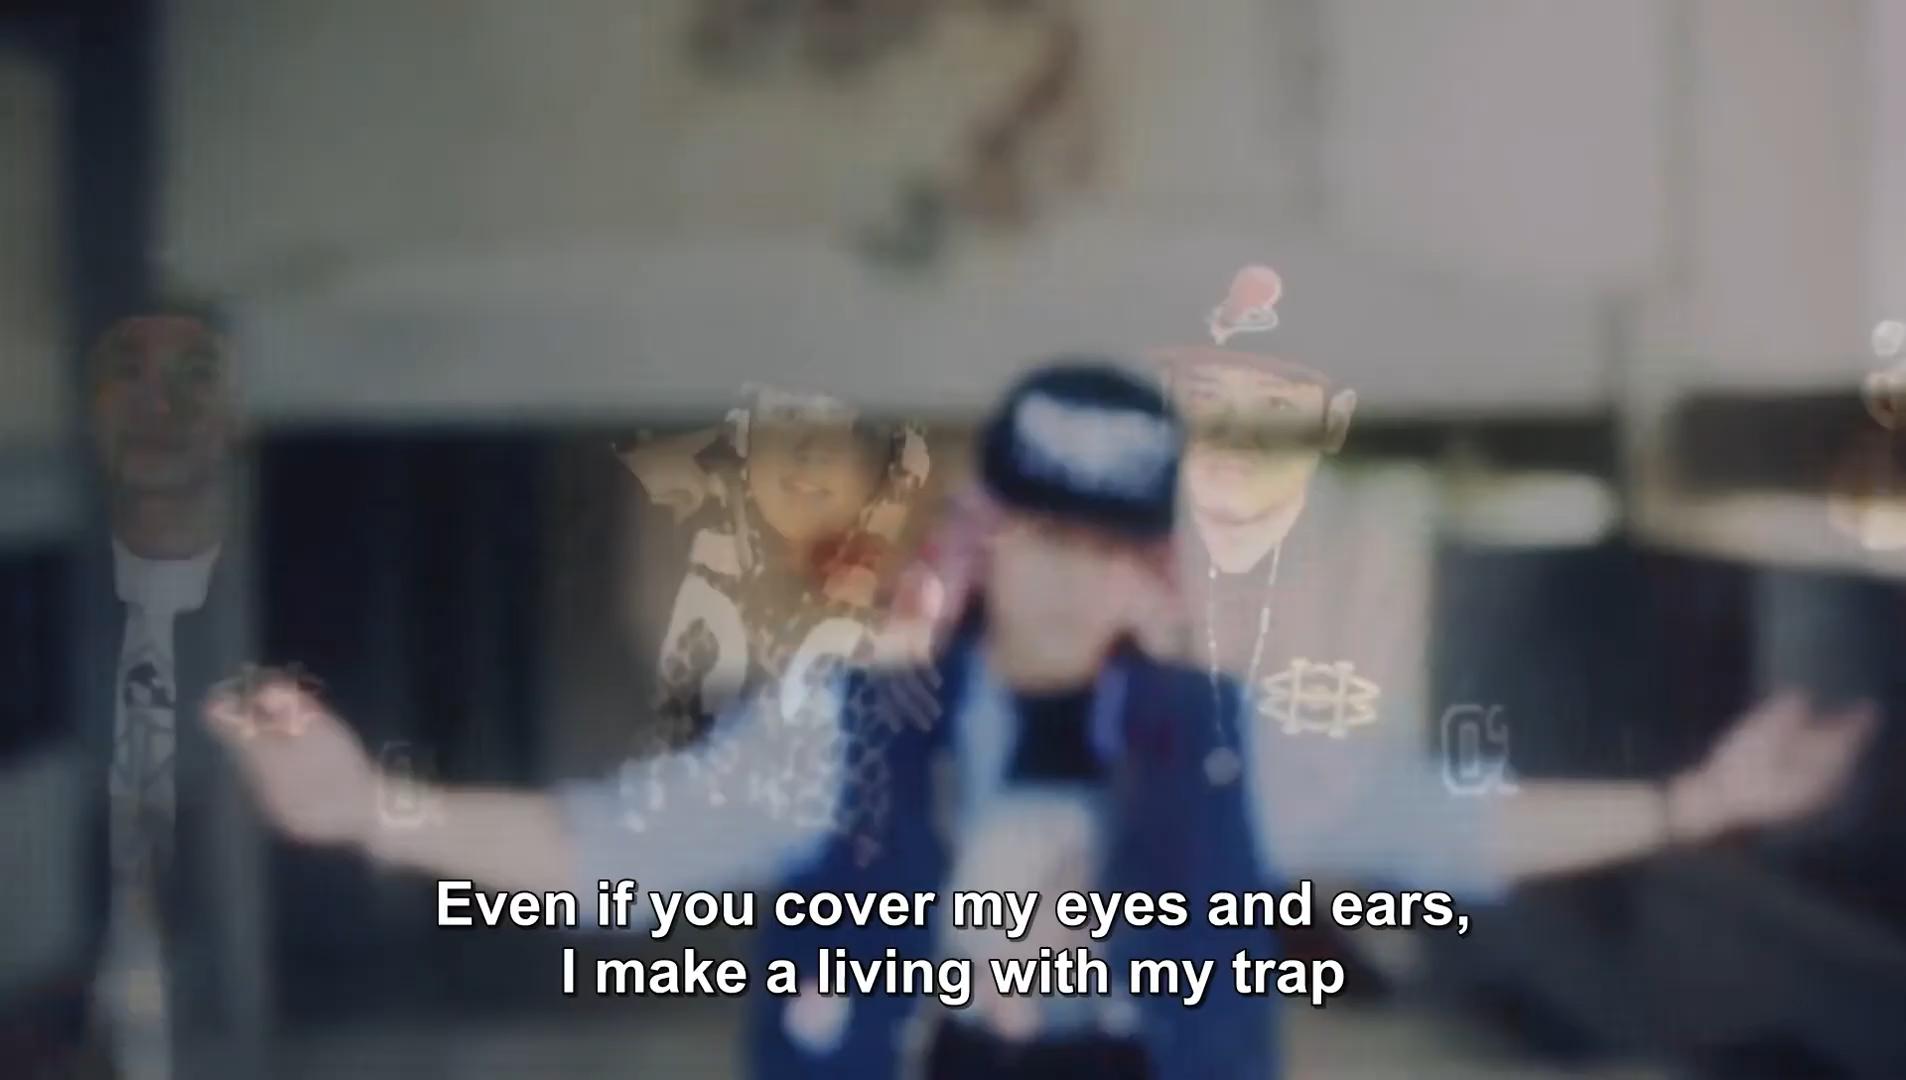 Even if you cover my eyes and ears,
I make a living with my trap